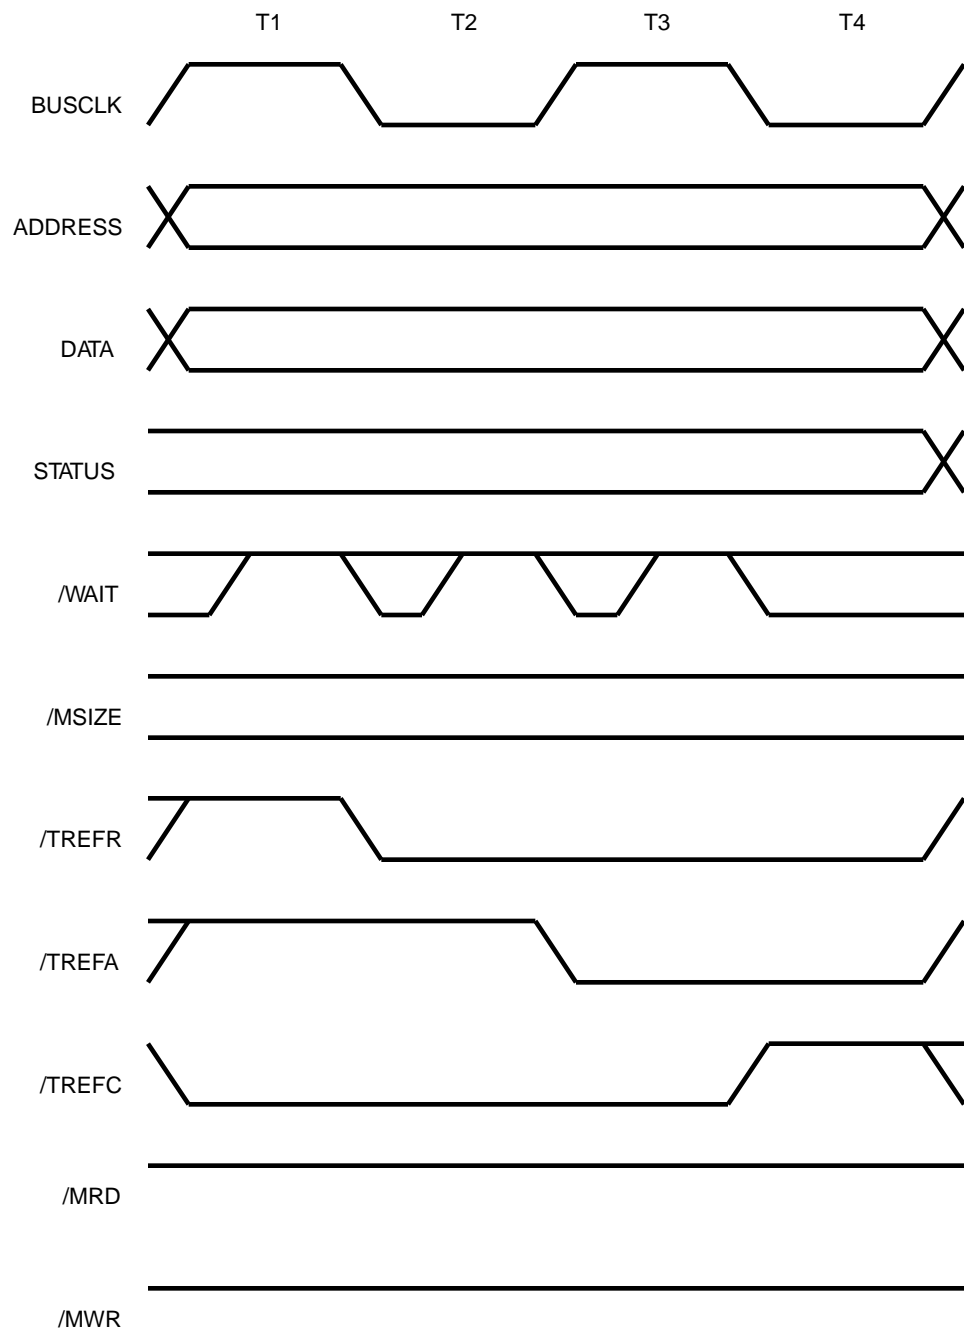 T1 T2 T3 T4
BUSCLK
ADDRESS
DATA
STATUS
/WAIT
/MSIZE
/TREFR
/TREFA
/TREFC
/MRD
/MWR